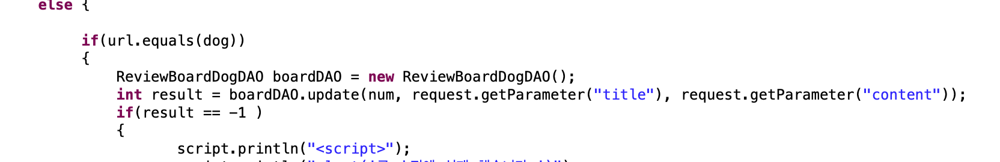 else {
if(url.equals(dog))
{
ReviewBoardDogDAO boardDAO = new ReviewBoardDogDAO();
int result = boardDAO.update(num, request.getParameter("title"), request.getParameter("content"));
if(result == -1 )
{
script.println("<script>");